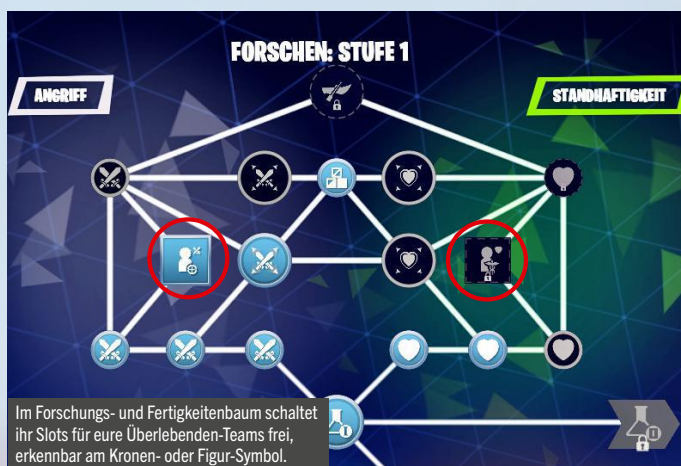 FORSCHEN: STUFE 1
ANGRIFF
STANDHAFTIGKEIT
Im Forschungs- und Fertigkeitenbaum schaltet
ihr Slots für eure Überlebenden-Teams frei,
erkennbar am Kronen- oder Figur-Symbol.